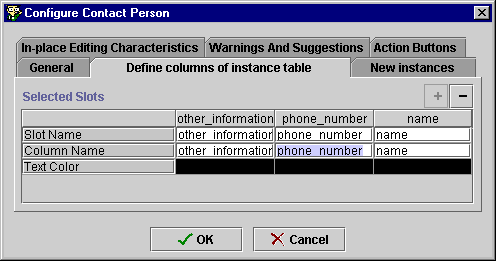 Configure Contact Person
In-place Editing Characteristics Warnings And Suggestions Action Buttons
General Define columns of instance table New instances
Selected Slots + −
other_information phone_number name
Slot Name other_information phone_number name
Column Name other_information phone_number name
Text Color
OK Cancel